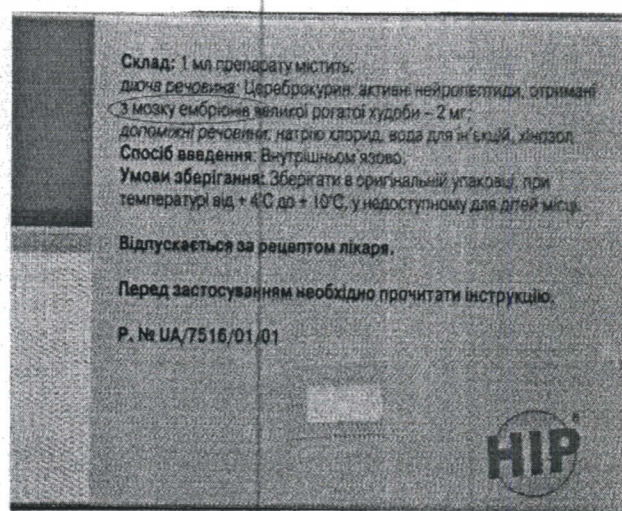 Склад: 1 мл препарату містить:
діюча речовина: Цереброкурин: активні нейропептиди, отримані
з мозку ембріонів великої рогатої худоби – 2 мг;
допоміжні речовини: натрію хлорид, вода для ін'єкцій, хінозол.
Спосіб введення: Внутрішньом'язово.
Умови зберігання: Зберігати в оригінальній упаковці, при
температурі від + 4°С до + 10°С, у недоступному для дітей місці.
Відпускається за рецептом лікаря.
Перед застосуванням необхідно прочитати інструкцію.
Р. № UA/7516/01/01
НІР®